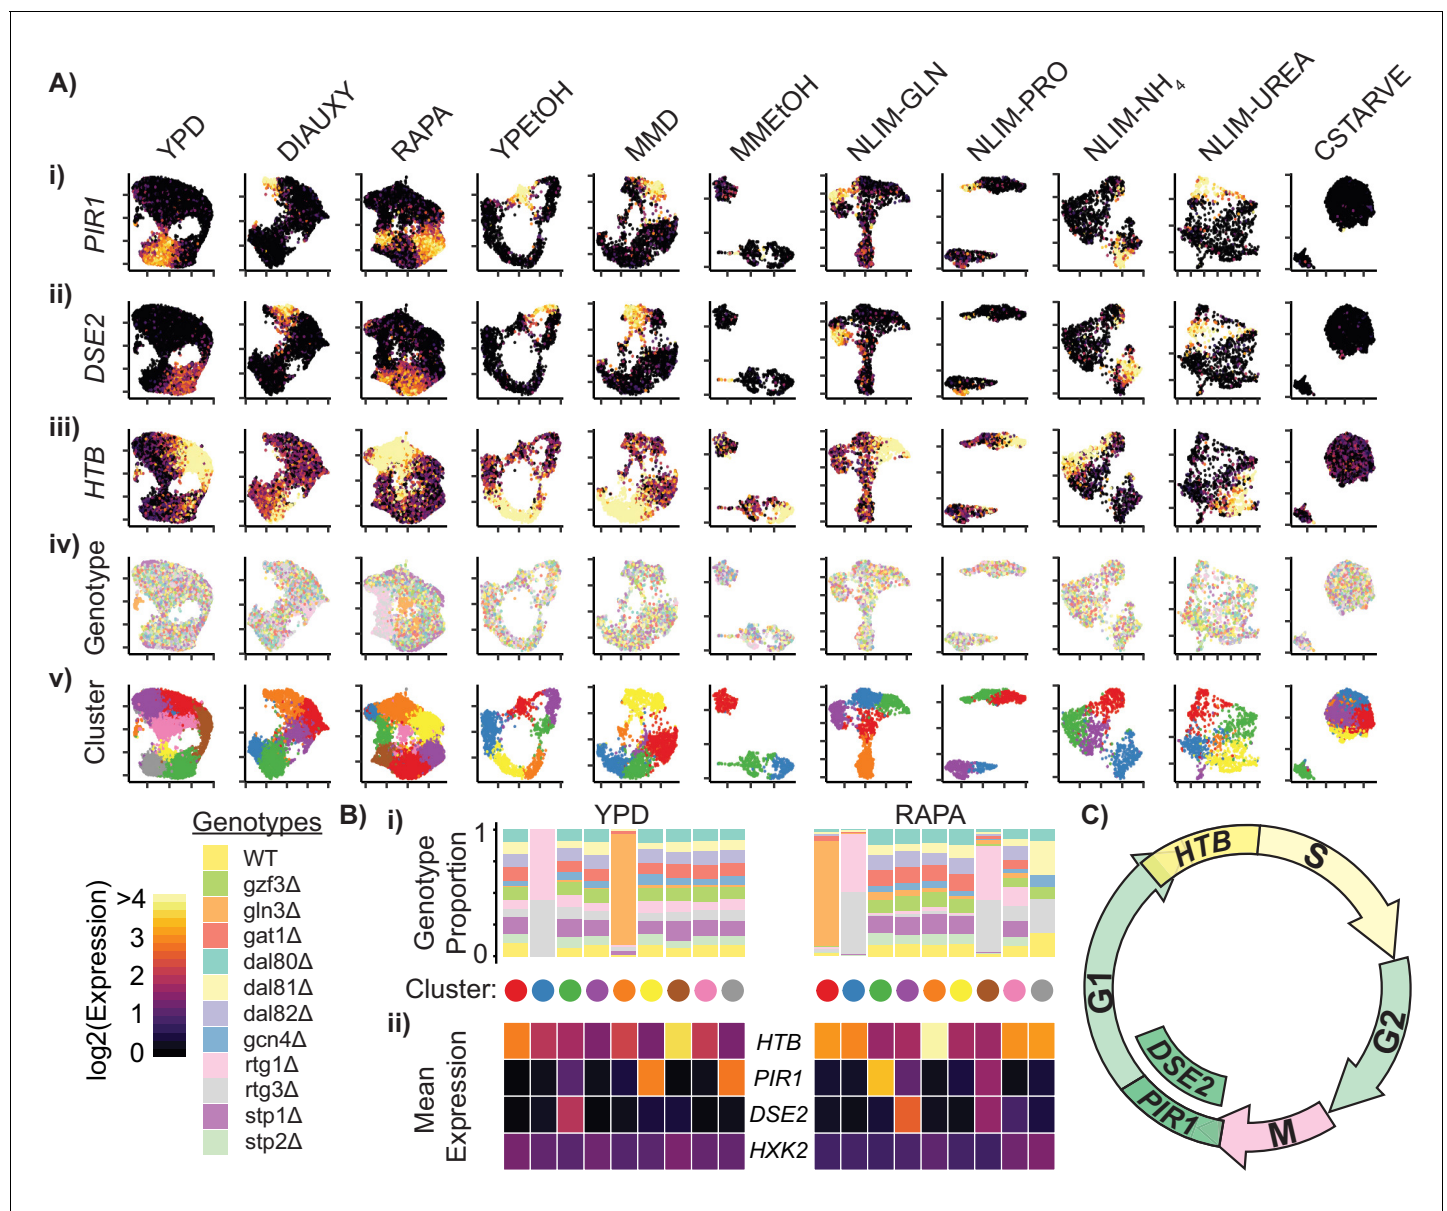 A)
YPD
DIAUXY
RAPA
YPEtOH
MMD
MMEtOH
NLIM-GLN
NLIM-PRO
NLIM-NH4
NLIM-UREA
CSTARVE
i)
PIR1
ii)
DSE2
iii)
HTB
iv)
Genotype
v)
Cluster
Genotypes
WT
gzf3Δ
gln3Δ
gat1Δ
dal80Δ
dal81Δ
dal82Δ
gcn4Δ
rtg1Δ
rtg3Δ
stp1Δ
stp2Δ
log2(Expression)
>4
3
2
1
0
B)
i)
YPD
RAPA
Genotype
Proportion
1
0
Cluster:
ii)
Mean
Expression
HTB
PIR1
DSE2
HXK2
C)
HTB
S
G2
M
PIR1
DSE2
G1